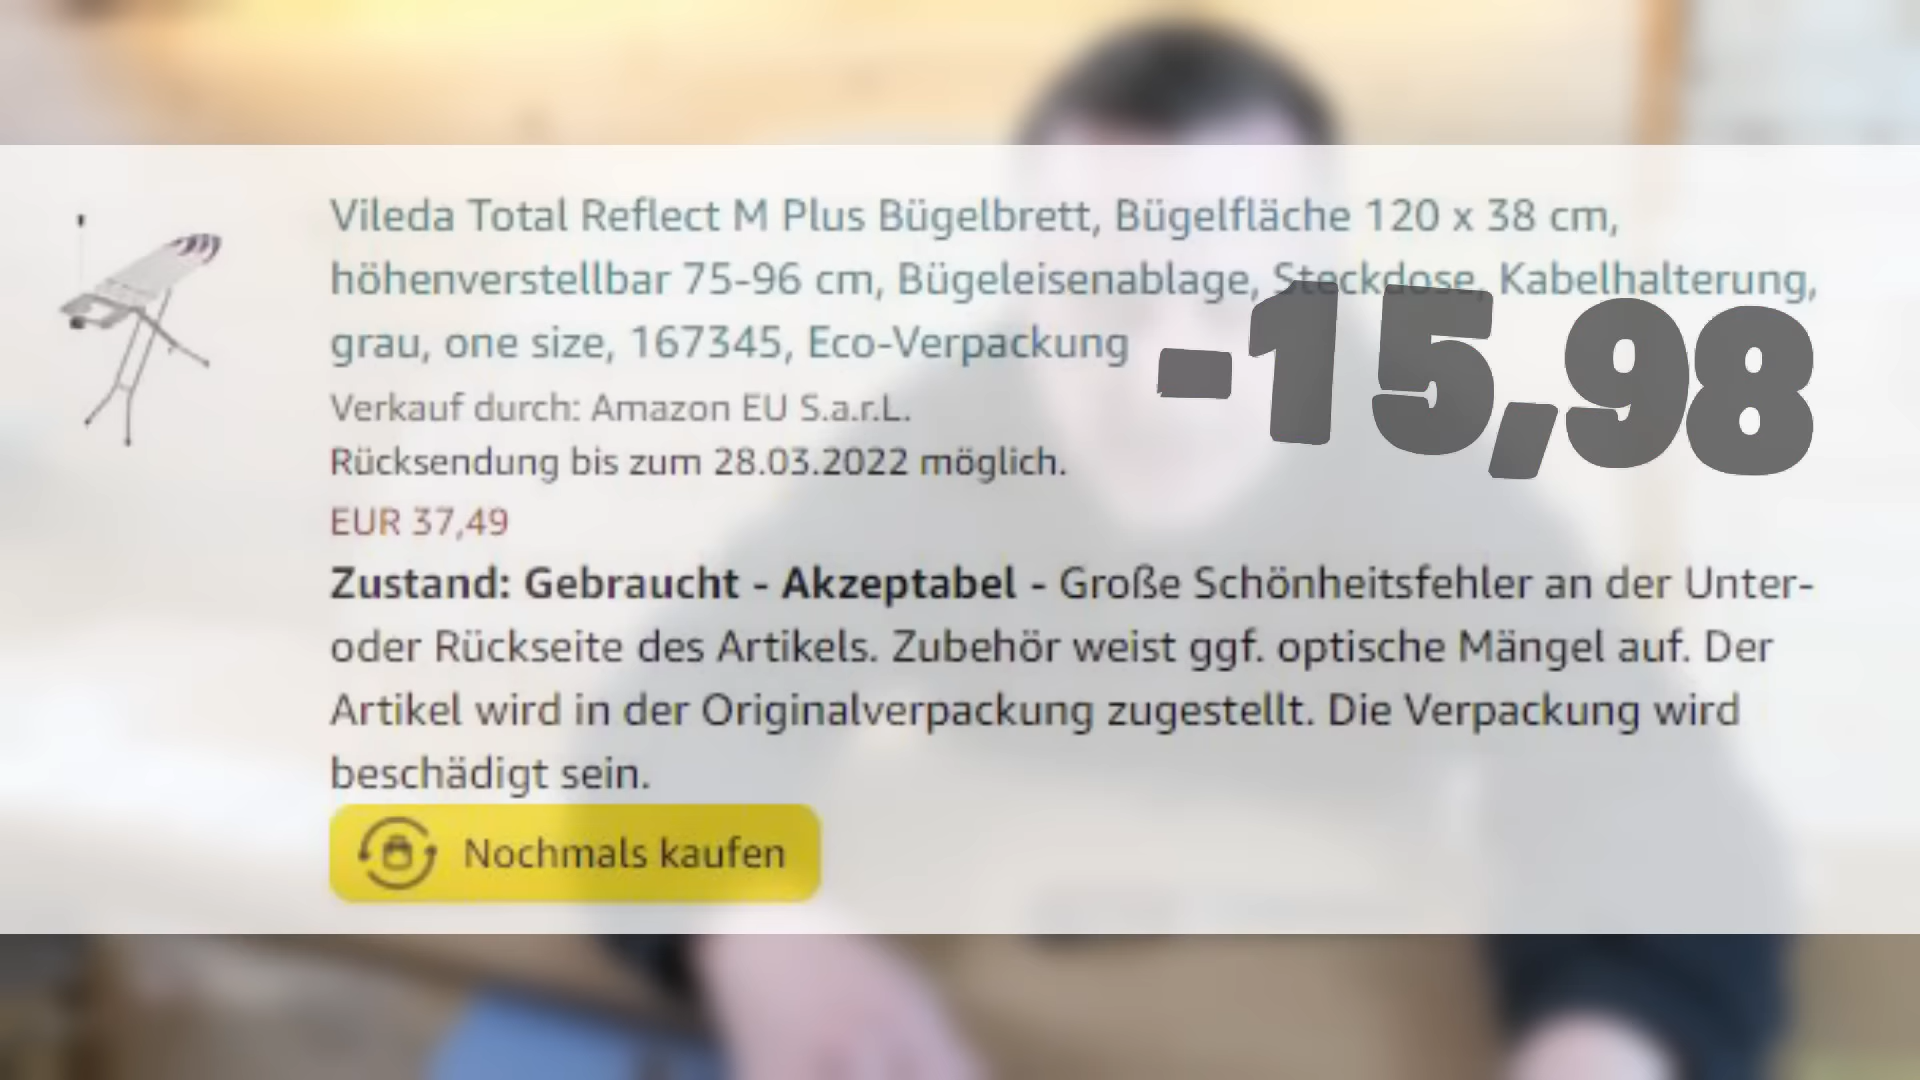 Vileda Total Reflect M Plus Bügelbrett, Bügelfläche 120 x 38 cm,
höhenverstellbar 75-96 cm, Bügeleisenablage, Steckdose, Kabelhalterung,
grau, one size, 167345, Eco-Verpackung
-15,98
Verkauf durch: Amazon EU S.a.r.L.
Rücksendung bis zum 28.03.2022 möglich.
EUR 37,49
Zustand: Gebraucht - Akzeptabel - Große Schönheitsfehler an der Unter-
oder Rückseite des Artikels. Zubehör weist ggf. optische Mängel auf. Der
Artikel wird in der Originalverpackung zugestellt. Die Verpackung wird
beschädigt sein.
Nochmals kaufen